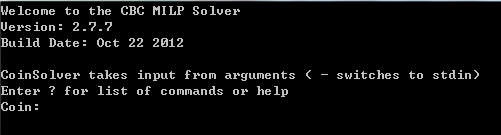 Welcome to the CBC MILP Solver
Version: 2.7.7
Build Date: Oct 22 2012
CoinSolver takes input from arguments ( - switches to stdin)
Enter ? for list of commands or help
Coin: